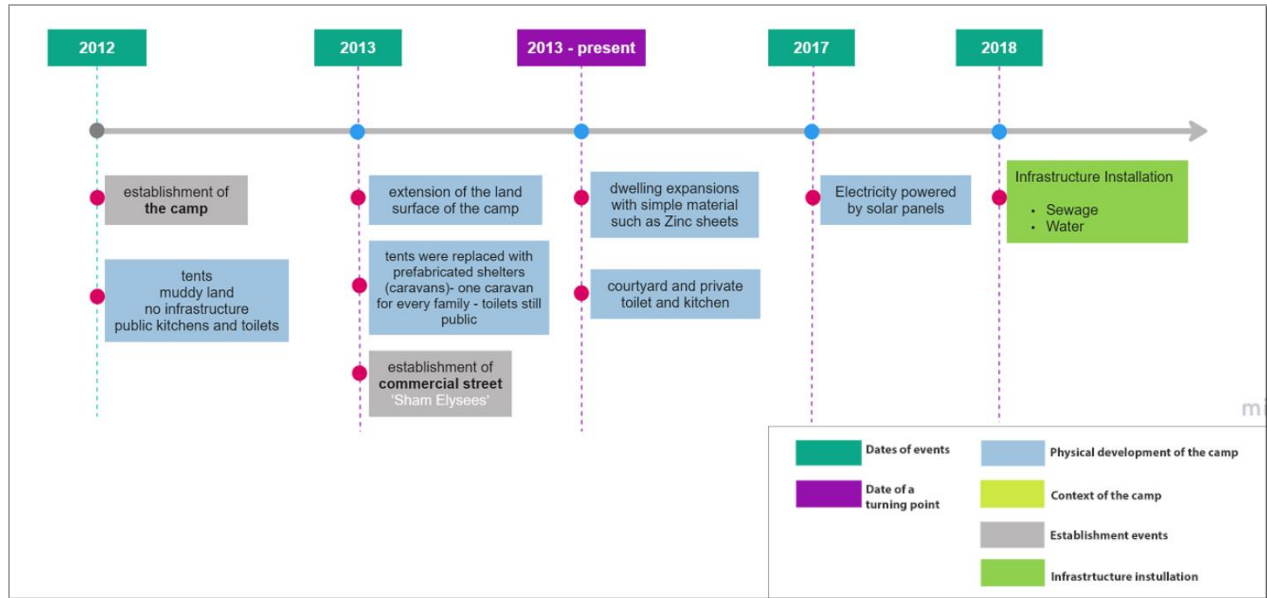 2012
2013
2013 - present
2017
2018
establishment of
the camp
tents
muddy land
no infrastructure
public kitchens and toilets
extension of the land
surface of the camp
tents were replaced with
prefabricated shelters
(caravans)- one caravan
for every family - toilets still
public
establishment of
commercial street
'Sham Elysees'
dwelling expansions
with simple material
such as Zinc sheets
courtyard and private
toilet and kitchen
Electricity powered
by solar panels
Infrastructure Installation
• Sewage
• Water
mi
Dates of events
Date of a
turning point
Physical development of the camp
Context of the camp
Establishment events
Infrastrtucture instullation